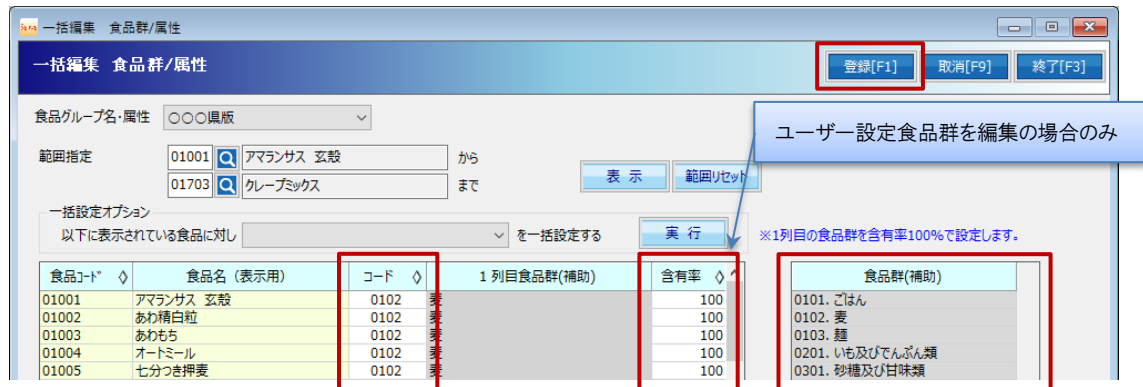 一括編集 食品群/属性
一括編集 食品群/属性
登録[F1] 取消[F9] 終了[F3]
食品グループ名・属性 〇〇〇県版
ユーザー設定食品群を編集の場合のみ
範囲指定 01001 アマランサス 玄穀 から
01703 クレープミックス まで 表 示 範囲リセット
一括設定オプション
以下に表示されている食品に対し を一括設定する 実 行 ※1列目の食品群を含有率100%で設定します。
食品コード 食品名（表示用） コード 1列目食品群(補助) 含有率 食品群(補助)
01001 アマランサス 玄穀 0102 麦 100 0101. ごはん
01002 あわ精白粒 0102 麦 100 0102. 麦
01003 あわもち 0102 麦 100 0103. 麺
01004 オートミール 0102 麦 100 0201. いも及びでんぷん類
01005 七分つき押麦 0102 麦 100 0301. 砂糖及び甘味類